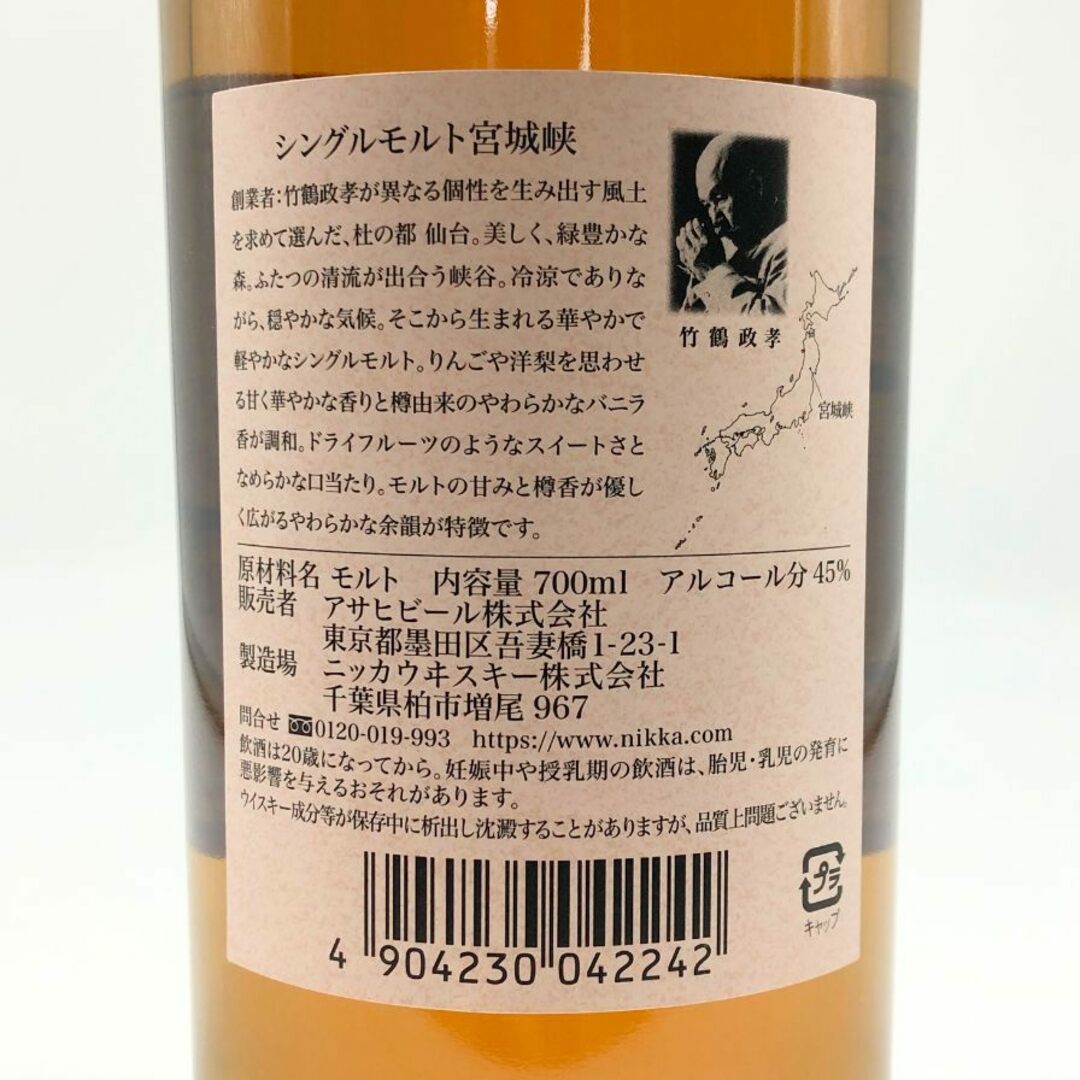 シングルモルト宮城峡
創業者:竹鶴政孝が異なる個性を生み出す風土
を求めて選んだ、杜の都 仙台。美しく、緑豊かな
森。ふたつの清流が出合う峡谷。冷涼でありな
がら、穏やかな気候。そこから生まれる華やかで
軽やかなシングルモルト。りんごや洋梨を思わせ
る甘く華やかな香りと樽由来のやわらかなバニラ
香が調和。ドライフルーツのようなスイートさと
なめらかな口当たり。モルトの甘みと樽香が優し
く広がるやわらかな余韻が特徴です。
竹鶴政孝
宮城峡
原材料名 モルト 内容量 700ml アルコール分 45%
販売者 アサヒビール株式会社
東京都墨田区吾妻橋1-23-1
製造場 ニッカウヰスキー株式会社
千葉県柏市増尾 967
問合せ 0120-019-993 https://www.nikka.com
飲酒は20歳になってから。妊娠中や授乳期の飲酒は、胎児・乳児の発育に
悪影響を与えるおそれがあります。
ウイスキー成分等が保存中に析出し沈澱することがありますが、品質上問題ございません。
プラ
キャップ
4 904230 042242